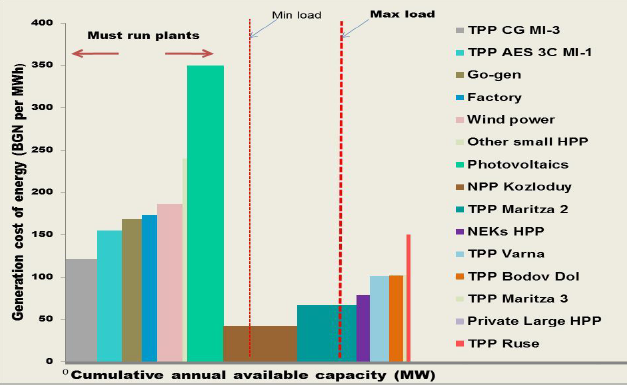 Generation cost of energy (BGN per MWh)
400
350
300
250
200
150
100
50
0
Must run plants
Min load
Max load
TPP CG MI-3
TPP AES 3C MI-1
Go-gen
Factory
Wind power
Other small HPP
Photovoltaics
NPP Kozloduy
TPP Maritza 2
NEKs HPP
TPP Varna
TPP Bodov Dol
TPP Maritza 3
Private Large HPP
TPP Ruse
0
Cumulative annual available capacity (MW)